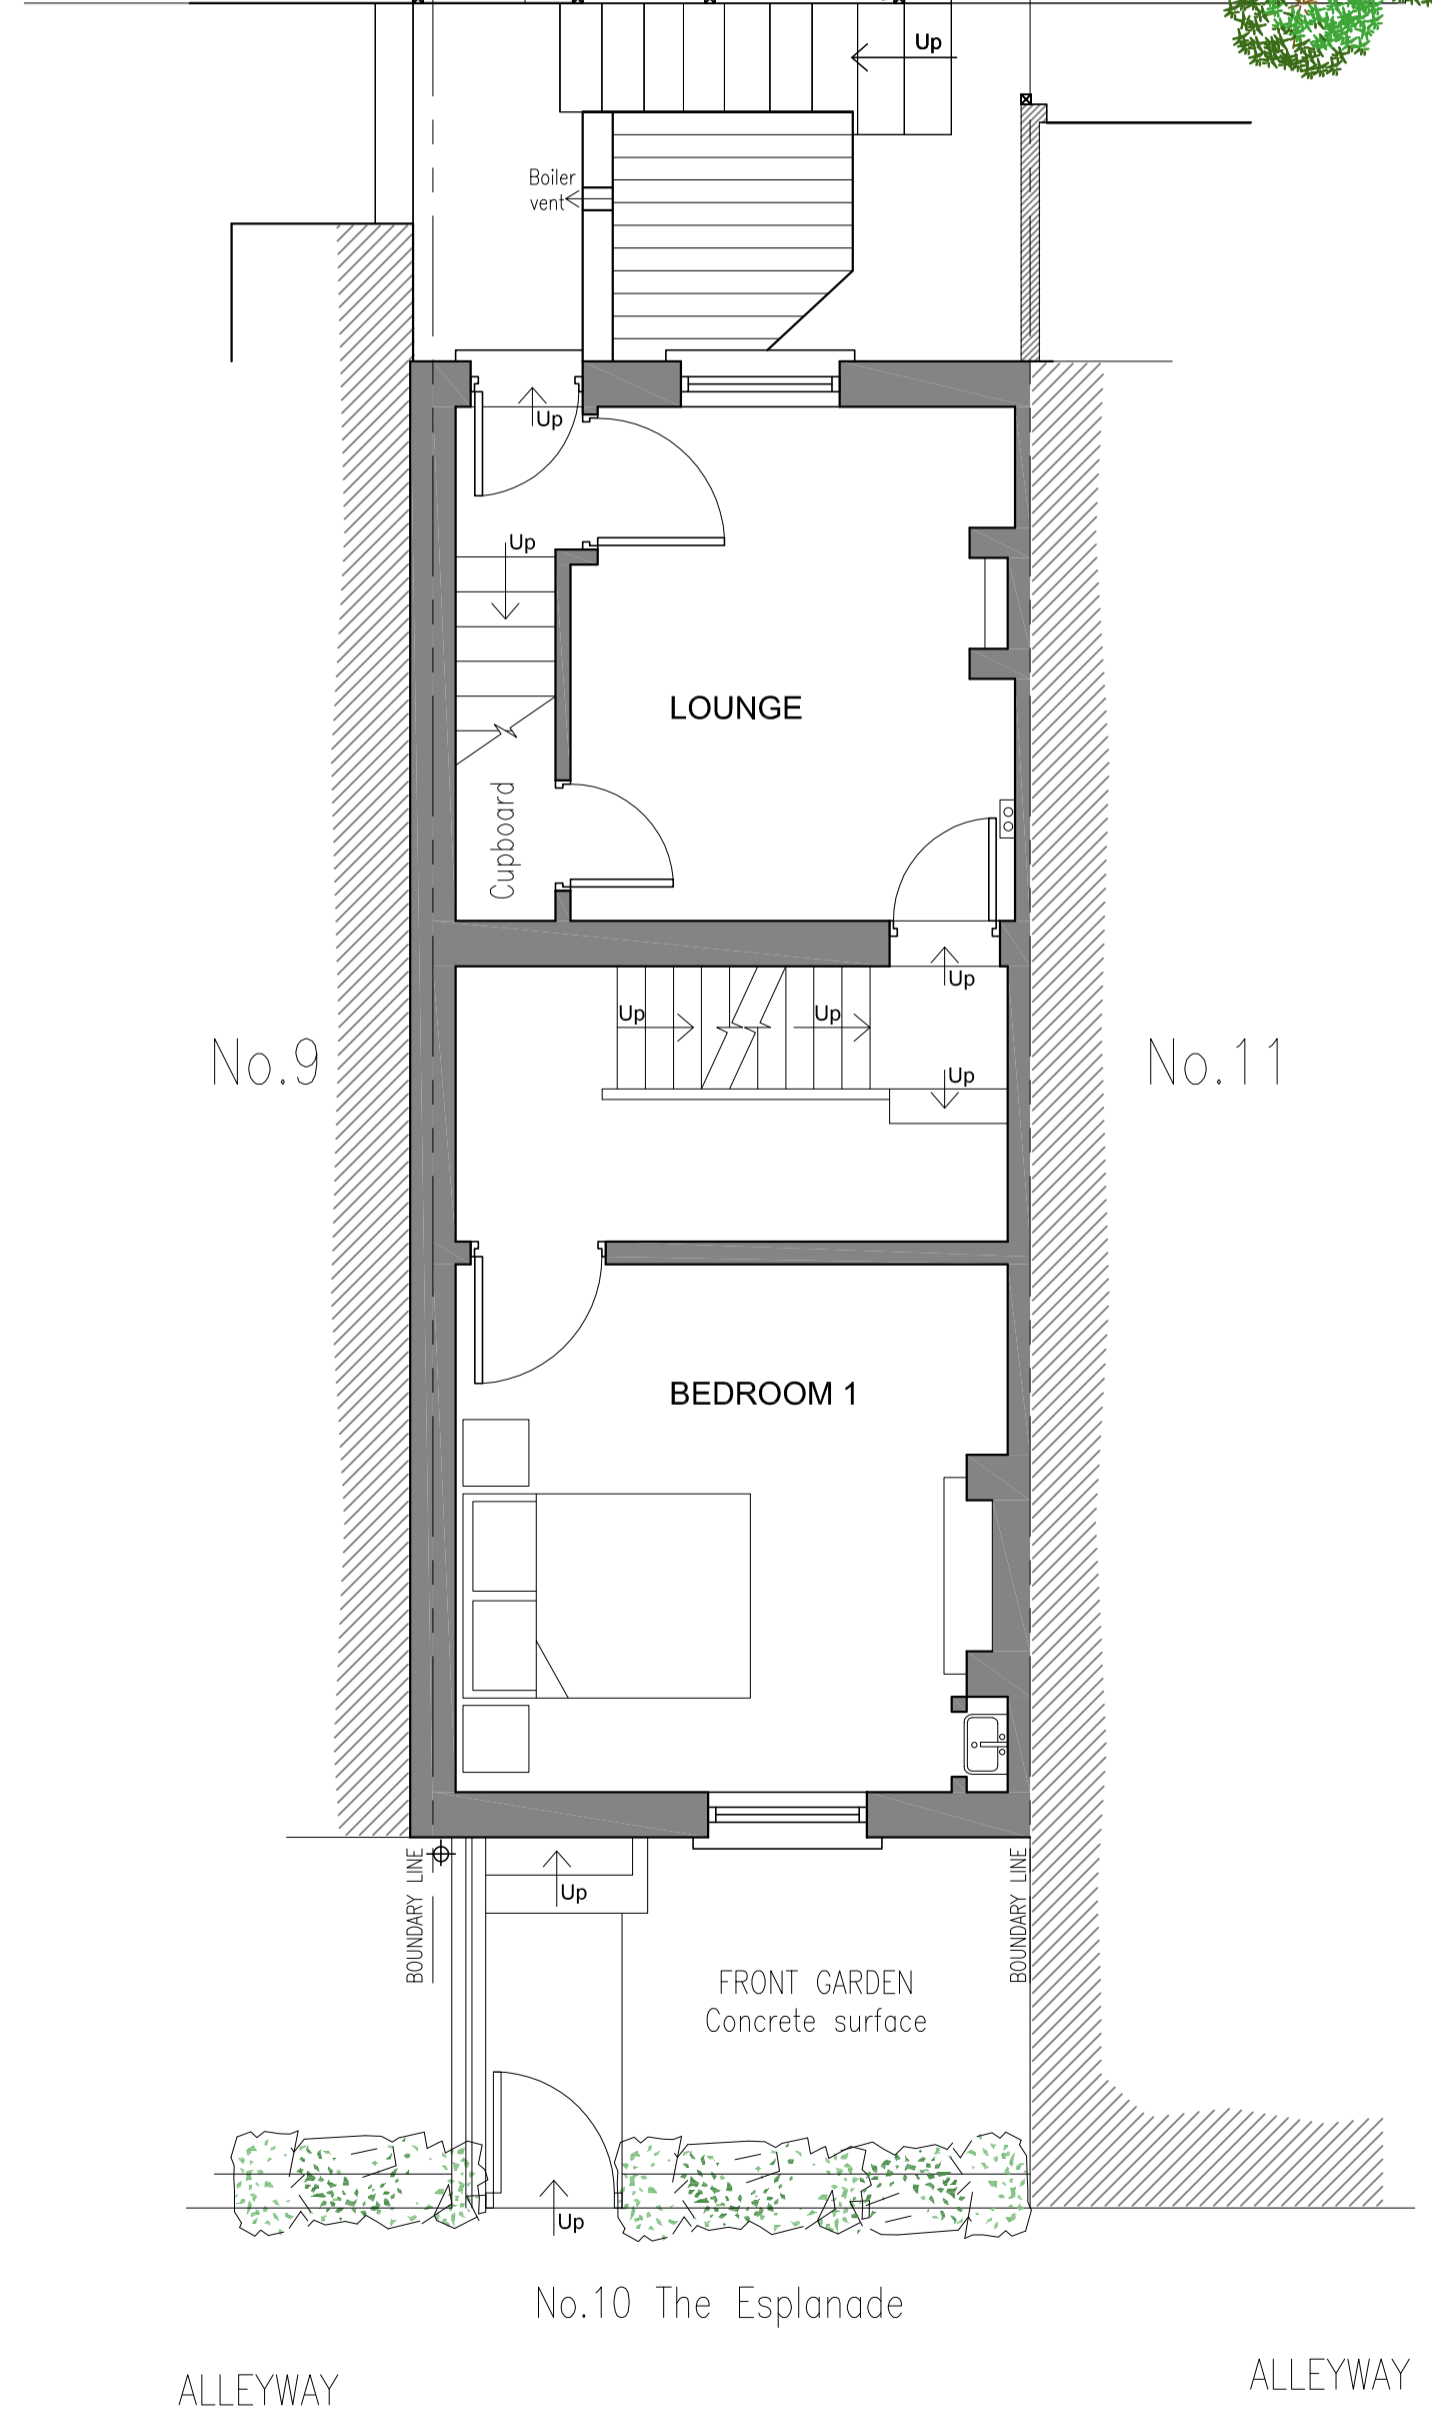 Up
Boiler
vent
Up
Up
LOUNGE
Cupboard
Up
Up
Up
Up
No.9
No.11
BEDROOM 1
BOUNDARY LINE
BOUNDARY LINE
Up
FRONT GARDEN
Concrete surface
Up
No.10 The Esplanade
ALLEYWAY
ALLEYWAY